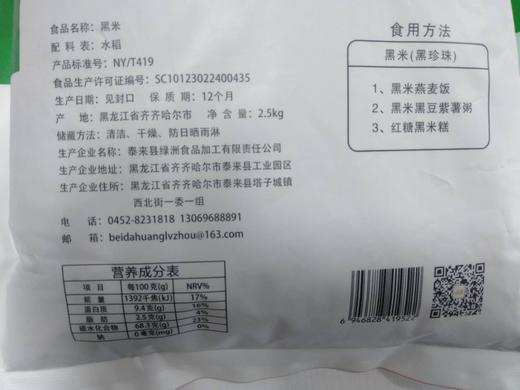 食品名称：黑米
配 料 表：水稻
产品标准号：NY/T419
食品生产许可证编号：SC10123022400435
生产日期：见封口 保质期：12个月
产 地：黑龙江省齐齐哈尔市 净 含 量：2.5kg
储藏方法：清洁、干燥、防日晒雨淋
生产企业名称：泰来县绿洲食品加工有限责任公司
生产企业地址：黑龙江省齐齐哈尔市泰来县工业园区
生产企业住所：黑龙江省齐齐哈尔市泰来县塔子城镇
西北街一委一组
电 话：0452-8231818 13069688891
邮 箱：beidahuanglvzhou@163.com
食用方法
黑米(黑珍珠)
1、黑米燕麦饭
2、黑米黑豆紫薯粥
3、红糖黑米糕
营养成分表
项 目 每100克(g) NRV%
能 量 1392千焦(kJ) 17%
蛋白质 9.4克(g) 16%
脂 肪 2.5克(g) 4%
碳水化合物 68.3克(g) 23%
钠 0毫克(mg) 0%
6 946828 419522